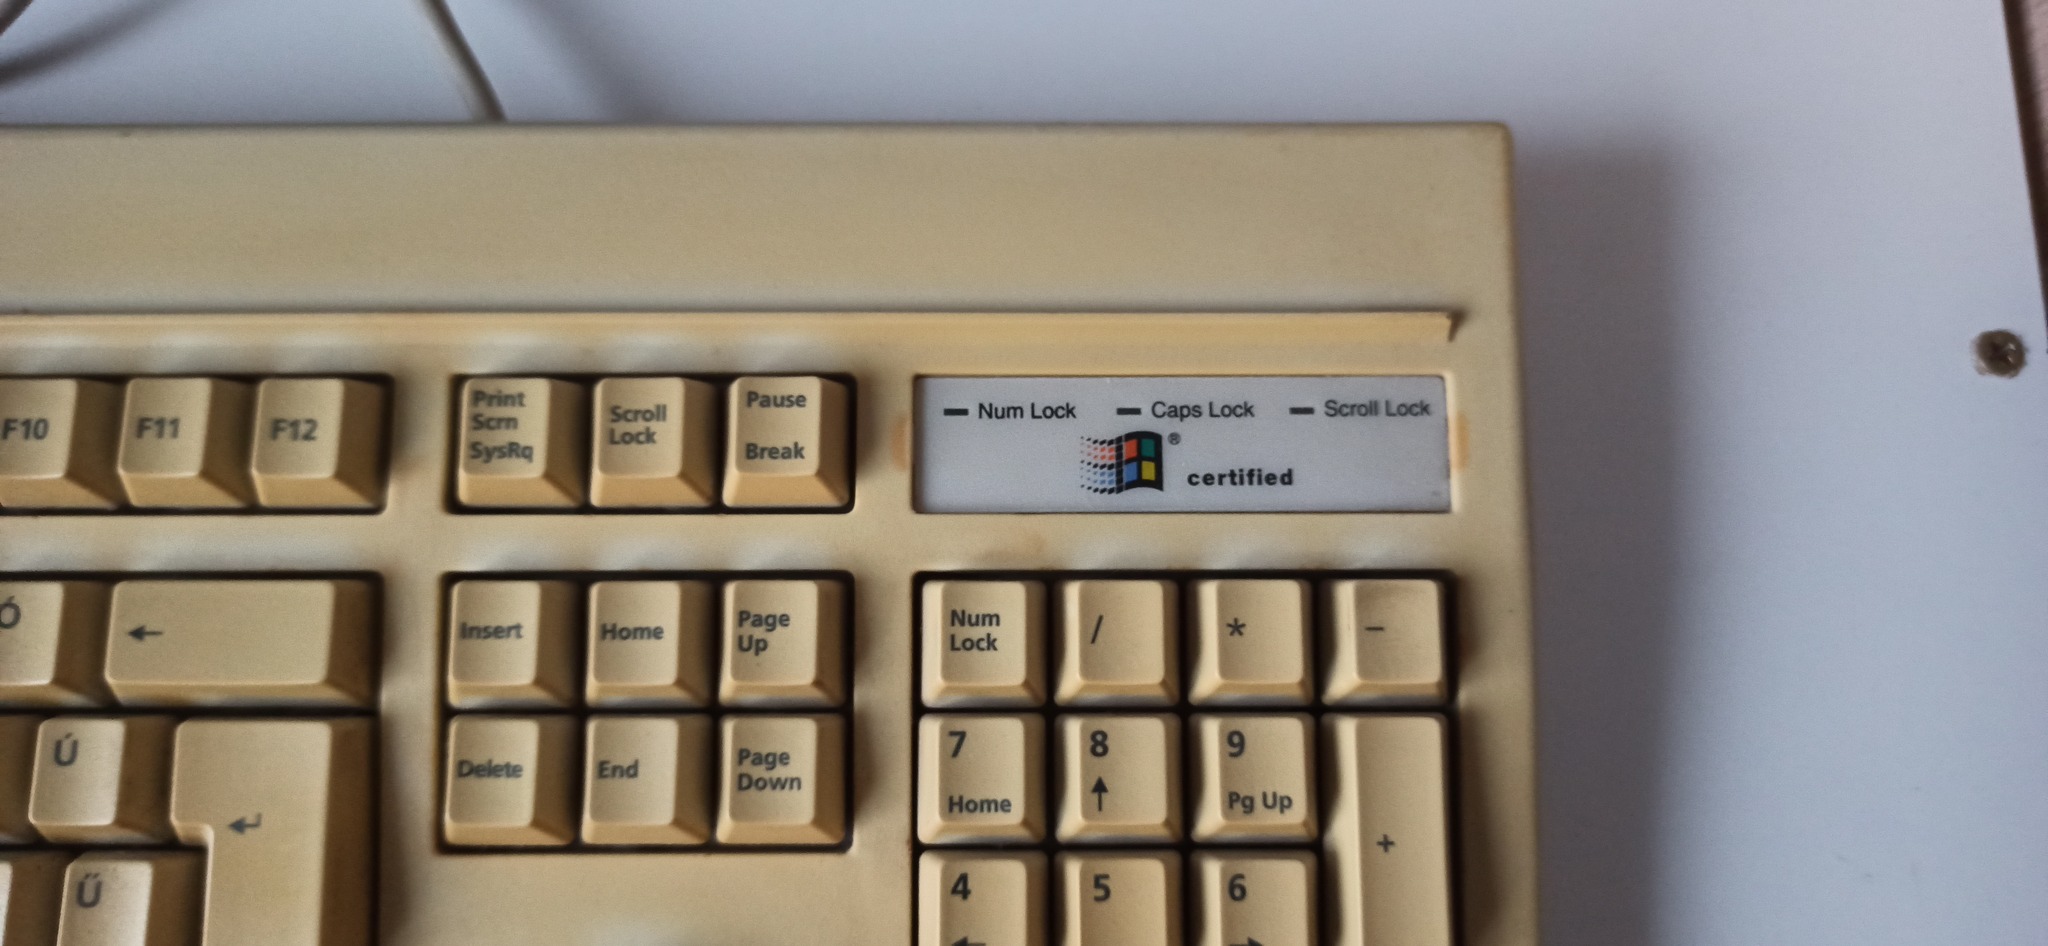 F10 F11 F12
Print
Scrn
SysRq
Scroll
Lock
Pause
Break
Num Lock Caps Lock Scroll Lock
®
certified
Ó ←
Insert Home
Page
Up
Num
Lock
/ * −
Ú ↵
Delete End
Page
Down
7
Home
8
↑
9
Pg Up
+
Ű
4
←
5
6
→